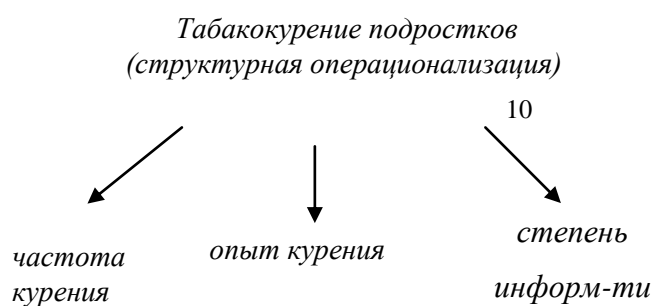 Табакокурение подростков
(структурная операционализация)
10
частота
курения
опыт курения
степень
информ-ти